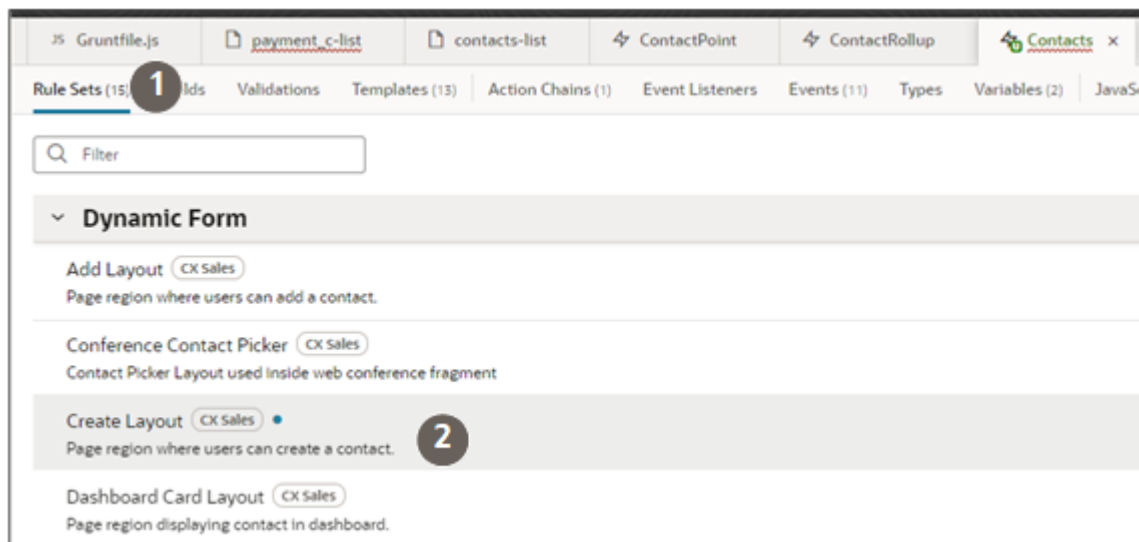 JS Gruntfile.js payment_c-list contacts-list ContactPoint ContactRollup Contacts ×
Rule Sets (15) 1 lds Validations Templates (13) Action Chains (1) Event Listeners Events (11) Types Variables (2) JavaS
Filter
Dynamic Form
Add Layout CX Sales
Page region where users can add a contact.
Conference Contact Picker CX Sales
Contact Picker Layout used inside web conference fragment
Create Layout CX Sales
Page region where users can create a contact.
2
Dashboard Card Layout CX Sales
Page region displaying contact in dashboard.